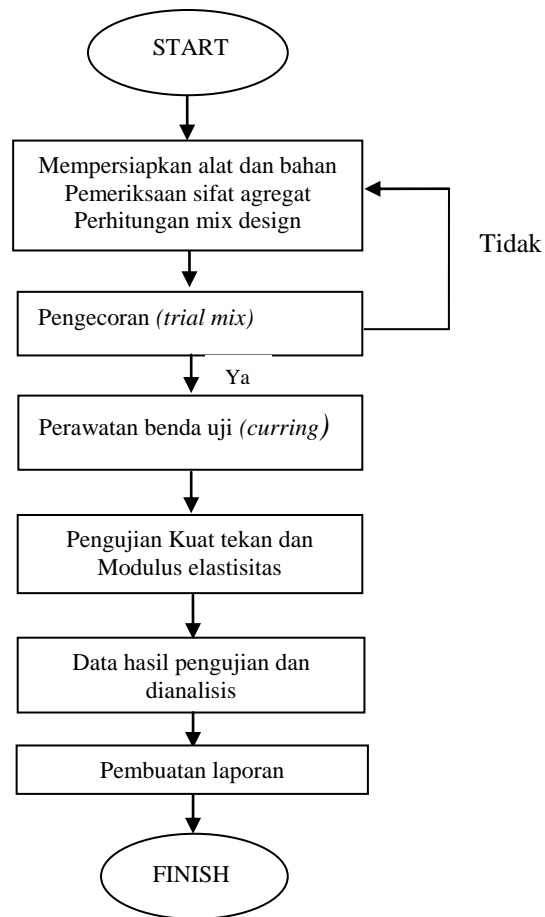 START
Mempersiapkan alat dan bahan
Pemeriksaan sifat agregat
Perhitungan mix design
Tidak
Pengecoran (trial mix)
Ya
Perawatan benda uji (curring)
Pengujian Kuat tekan dan
Modulus elastisitas
Data hasil pengujian dan
dianalisis
Pembuatan laporan
FINISH